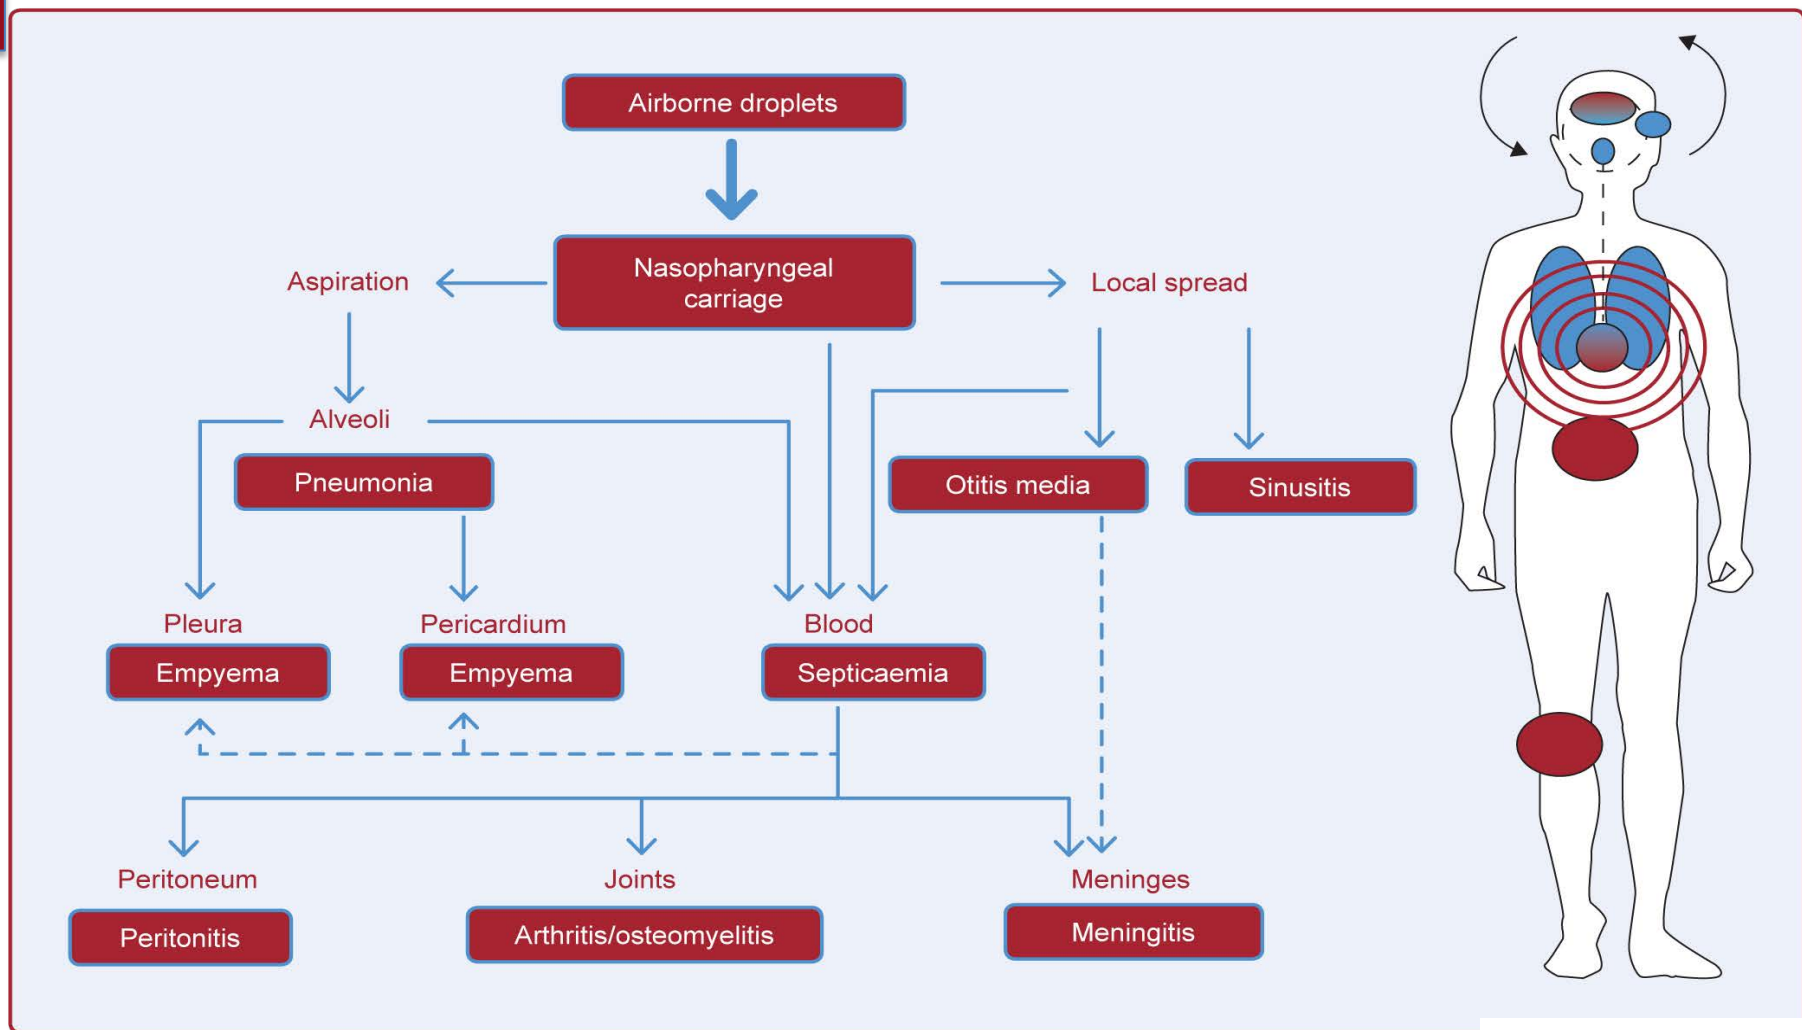 Airborne droplets
Nasopharyngeal
carriage
Aspiration
Local spread
Alveoli
Pneumonia
Otitis media
Sinusitis
Pleura
Pericardium
Blood
Empyema
Empyema
Septicaemia
Peritoneum
Joints
Meninges
Peritonitis
Arthritis/osteomyelitis
Meningitis